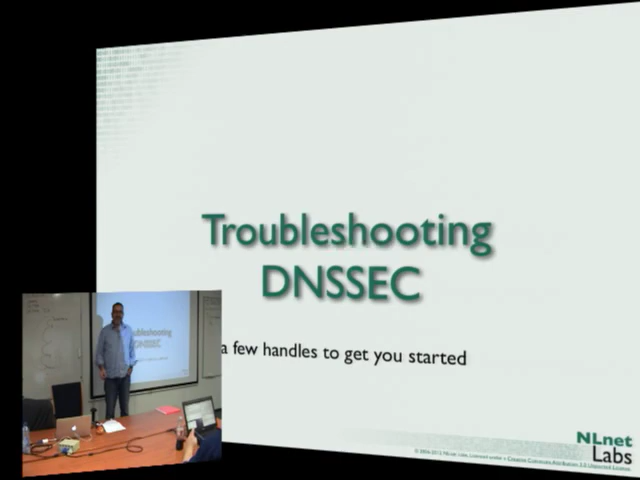 Troubleshooting
DNSSEC
a few handles to get you started
NLnet
Labs